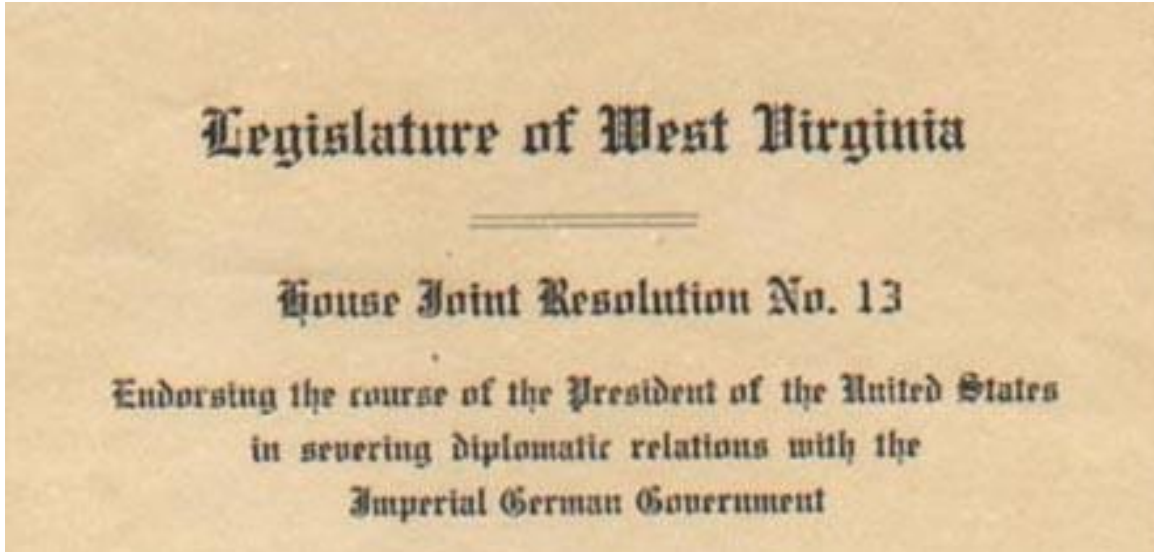 Legislature of West Virginia
House Joint Resolution No. 13
Endorsing the course of the President of the United States
in severing diplomatic relations with the
Imperial German Government